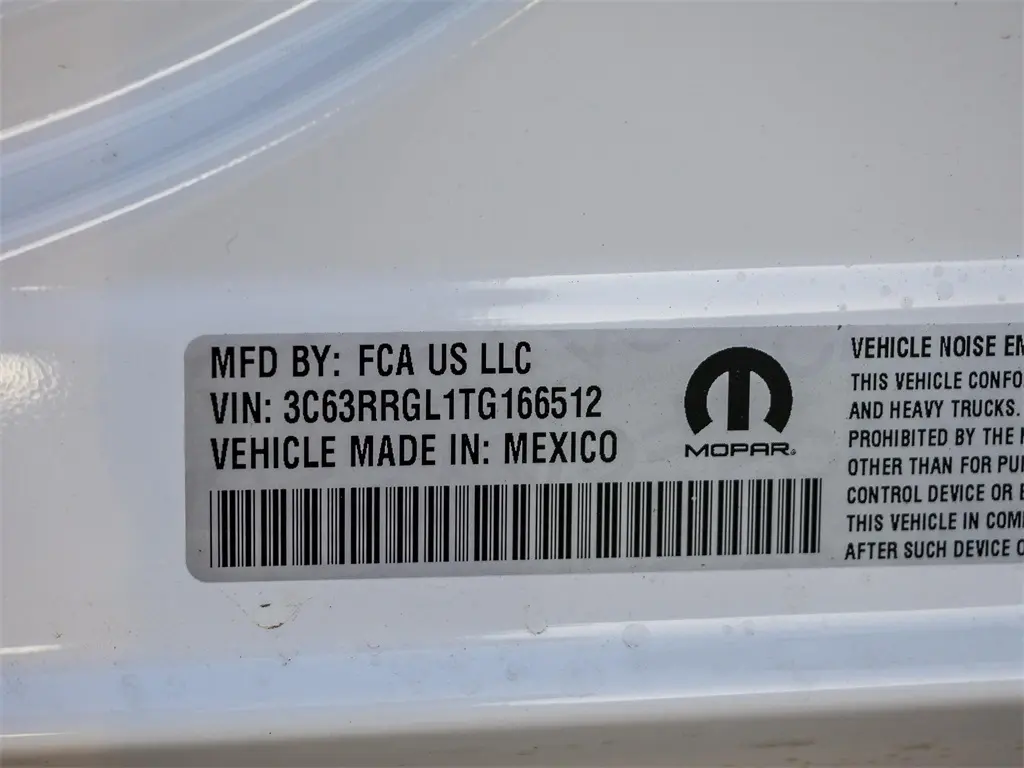 MFD BY: FCA US LLC
VIN: 3C63RRGL1TG166512
VEHICLE MADE IN: MEXICO
MOPAR®
VEHICLE NOISE EM
THIS VEHICLE CONFO
AND HEAVY TRUCKS.
PROHIBITED BY THE
OTHER THAN FOR PU
CONTROL DEVICE OR
THIS VEHICLE IN COM
AFTER SUCH DEVICE